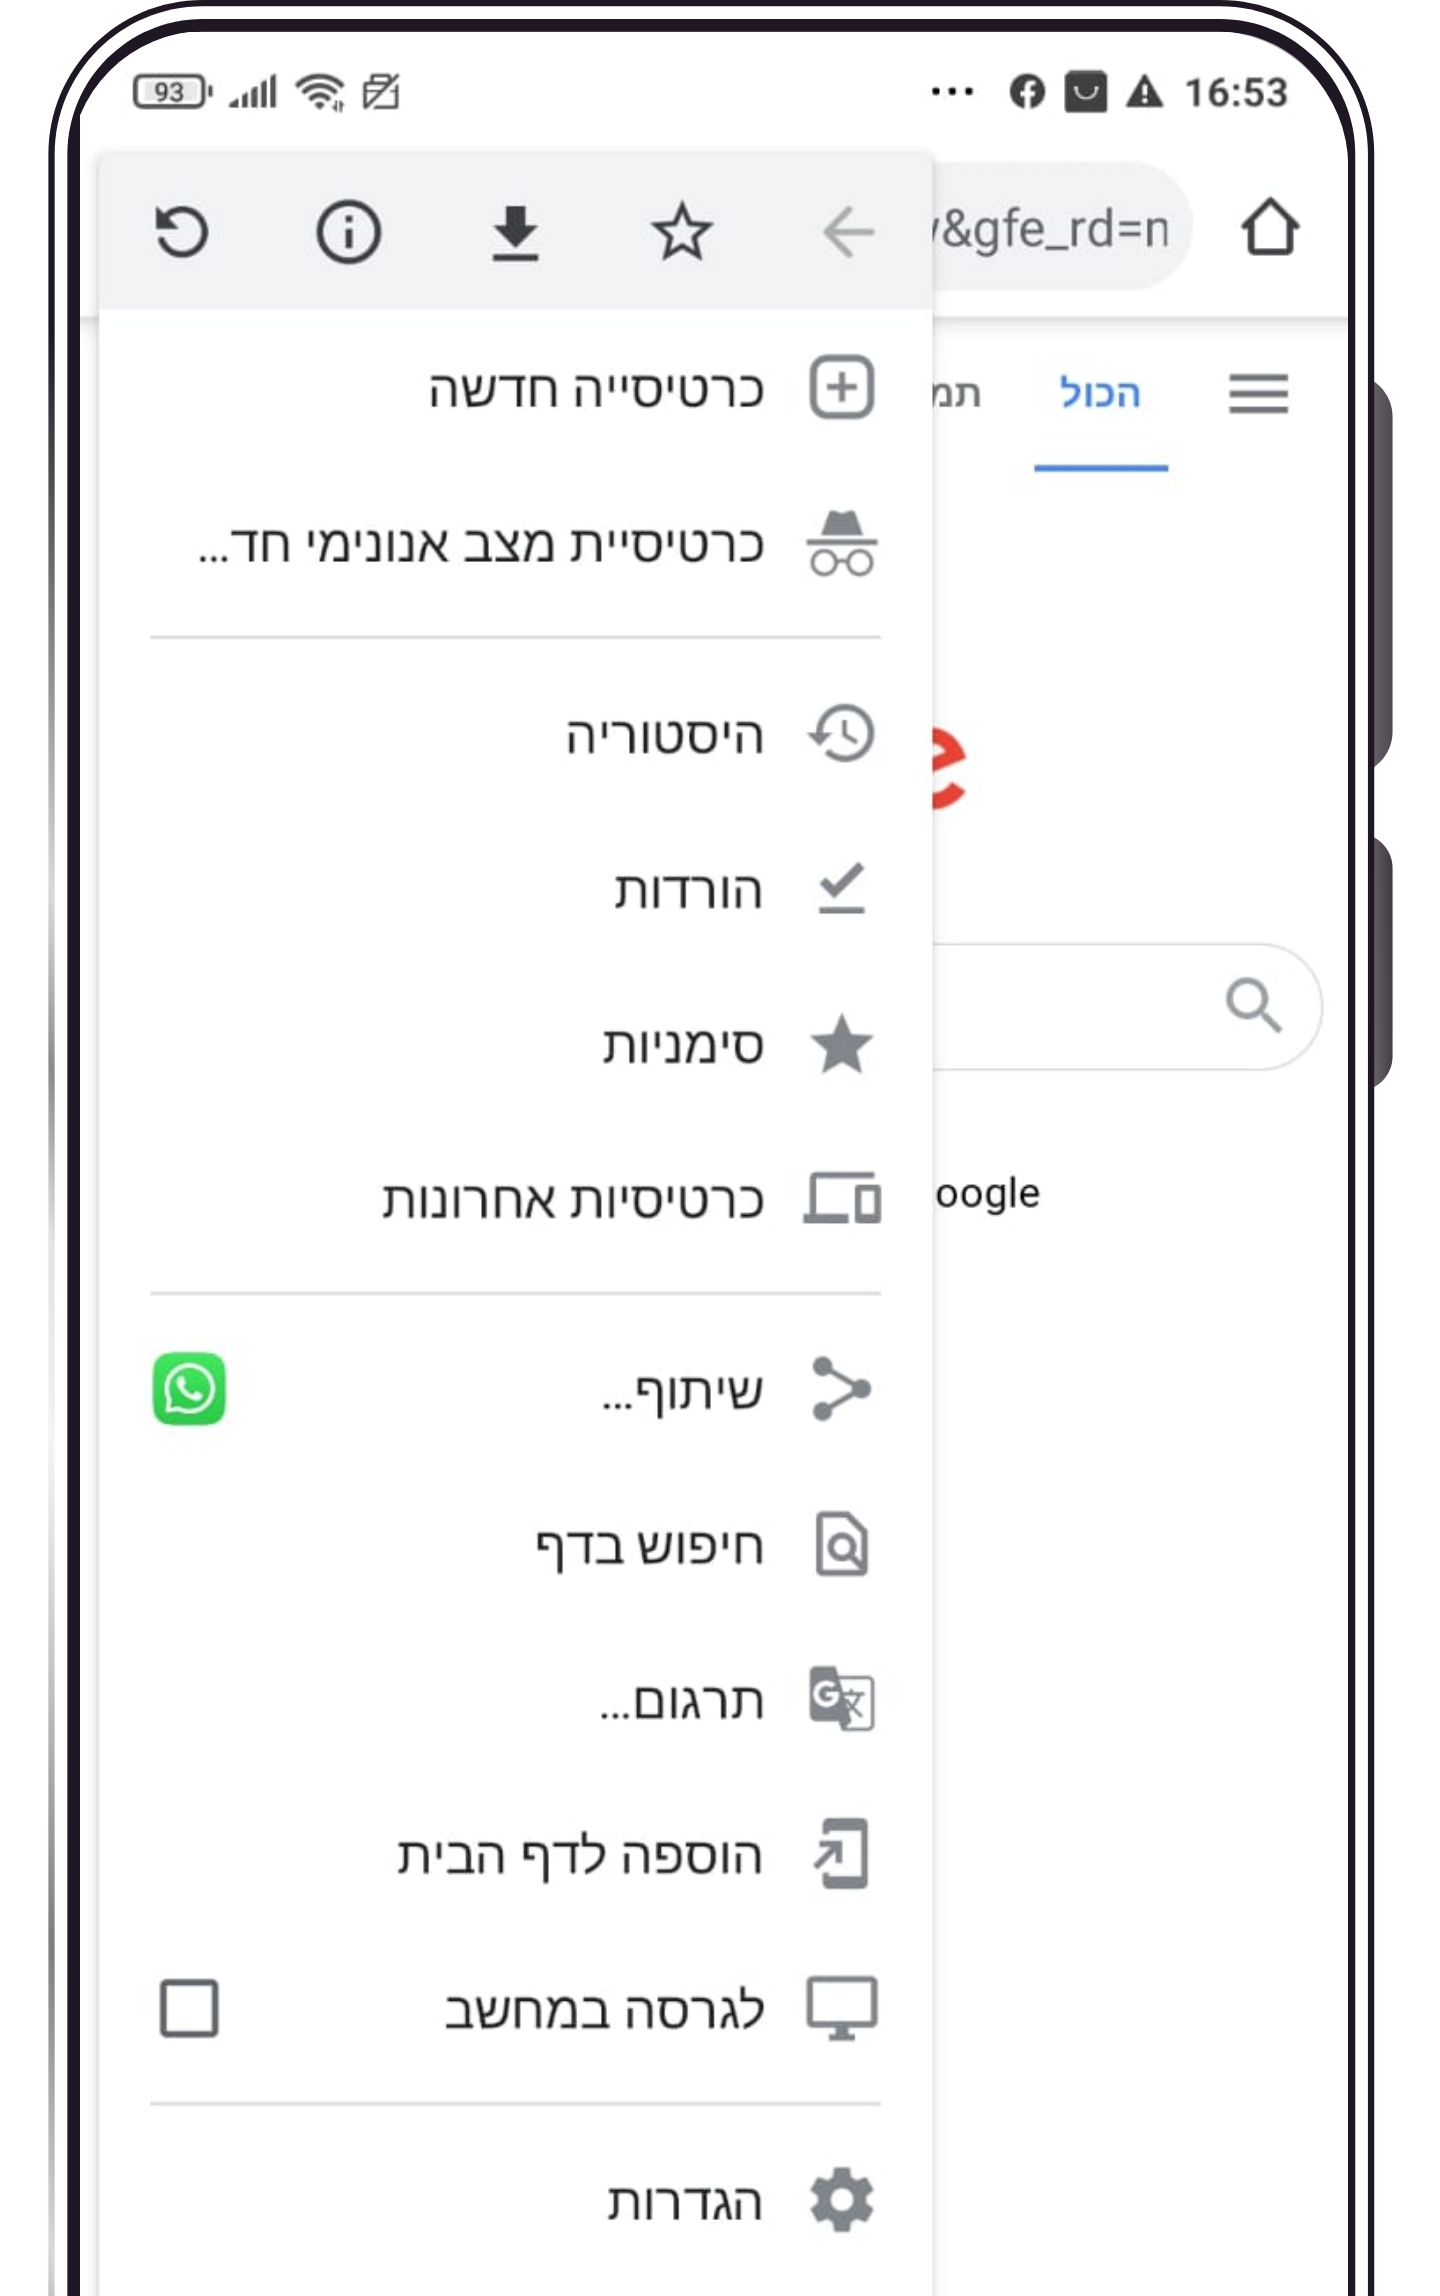 93
16:53
&gfe_rd=n
הכול
תמ
כרטיסייה חדשה
כרטיסיית מצב אנונימי חד...
היסטוריה
הורדות
סימניות
כרטיסיות אחרונות
oogle
שיתוף...
חיפוש בדף
תרגום...
הוספה לדף הבית
לגרסה במחשב
הגדרות